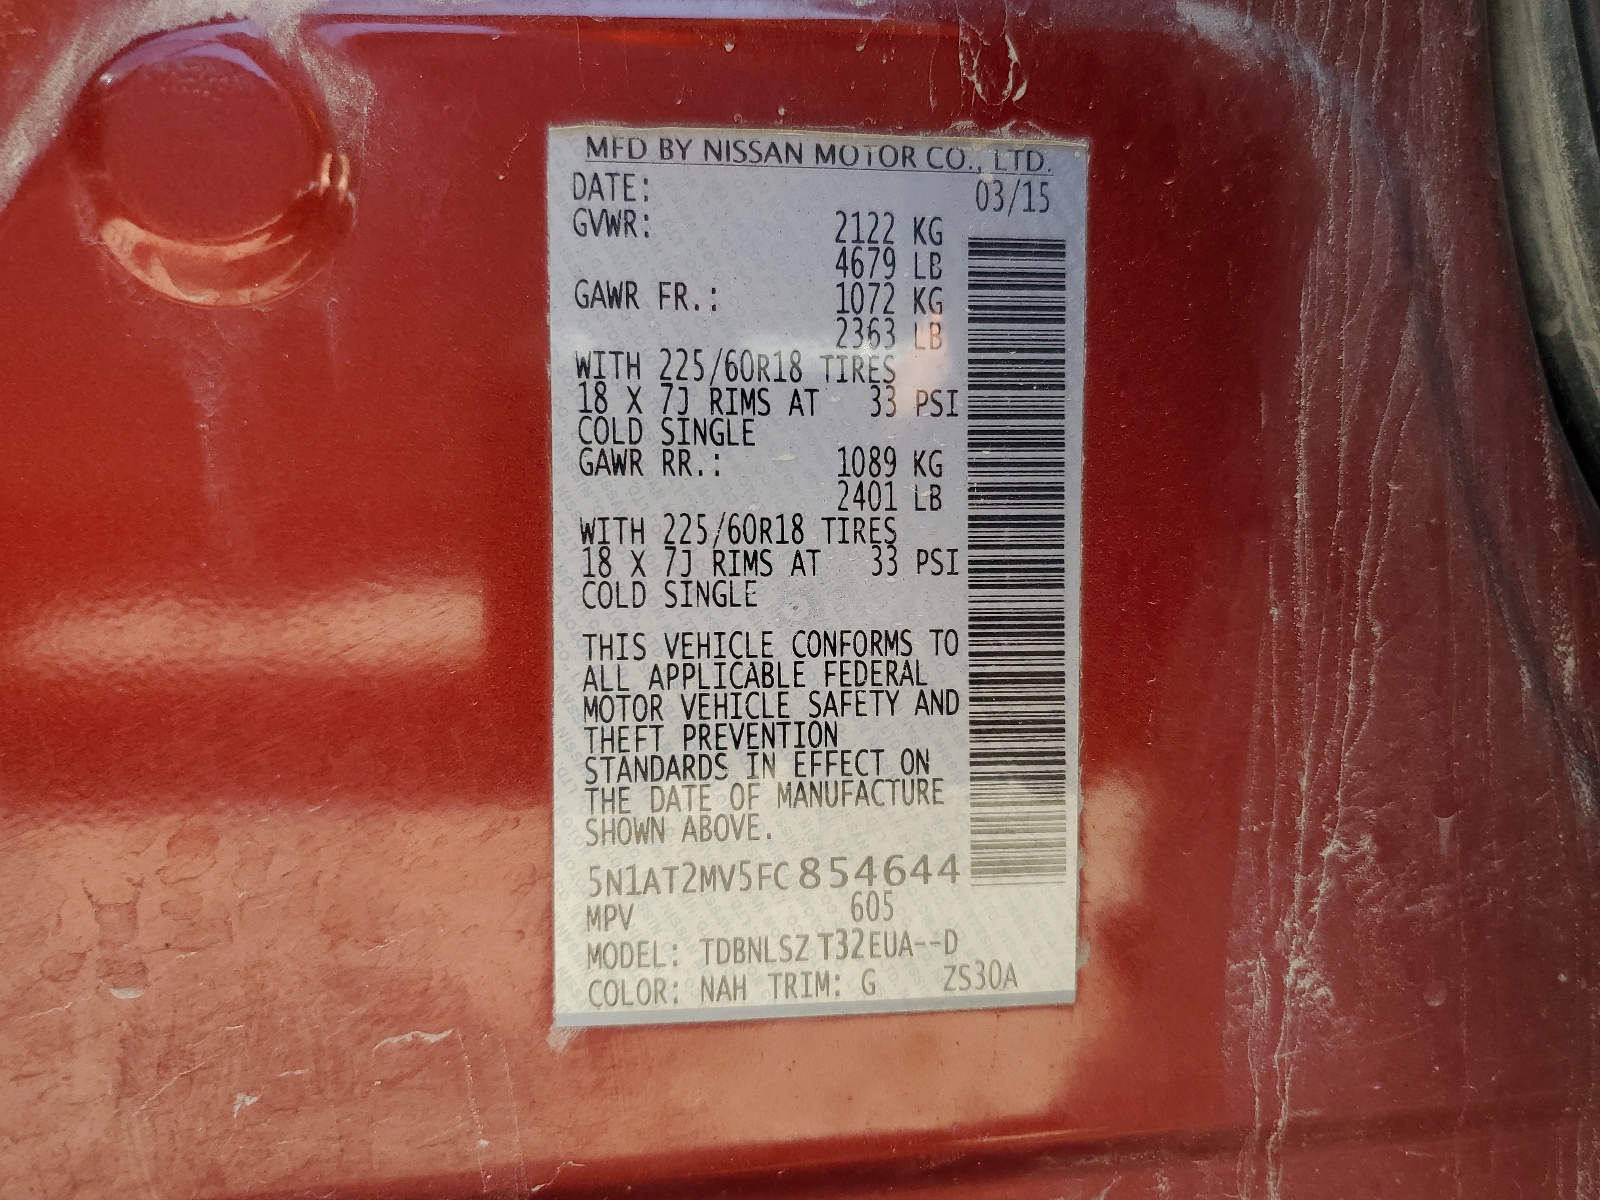 MFD BY NISSAN MOTOR CO., LTD.
DATE: 03/15
GVWR: 2122 KG
4679 LB
GAWR FR.: 1072 KG
2363 LB
WITH 225/60R18 TIRES
18 X 7J RIMS AT 33 PSI
COLD SINGLE
GAWR RR.: 1089 KG
2401 LB
WITH 225/60R18 TIRES
18 X 7J RIMS AT 33 PSI
COLD SINGLE
THIS VEHICLE CONFORMS TO
ALL APPLICABLE FEDERAL
MOTOR VEHICLE SAFETY AND
THEFT PREVENTION
STANDARDS IN EFFECT ON
THE DATE OF MANUFACTURE
SHOWN ABOVE.
5N1AT2MV5FC854644
MPV 605
MODEL: TDBNLSZ T32EUA--D
COLOR: NAH TRIM: G ZS30A